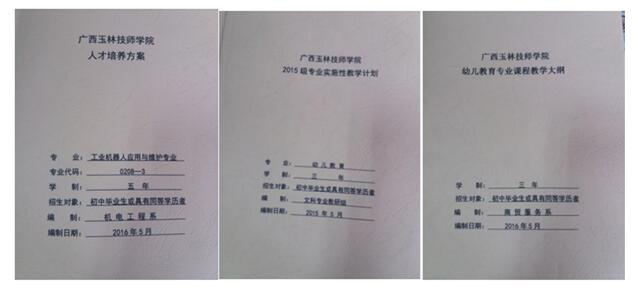 广西玉林技师学院
人才培养方案
专　　业：工业机器人应用与维护专业
专业代码：0208—3
学　　制：五　年
招生对象：初中毕业生或具有同等学历者
编　　制：机电工程系
编制日期：2016年5月
广西玉林技师学院
2015级专业实施性教学计划
专　　业：幼儿教育
学　　制：三　年
招生对象：初中毕业生或具有同等学历者
编　　制：文科专业教研组
编制日期：2015年5月
广西玉林技师学院
幼儿教育专业课程教学大纲
学　　制：三　年
招生对象：初中毕业生或具有同等学历者
编　　制：商贸服务系
编制日期：2016年5月